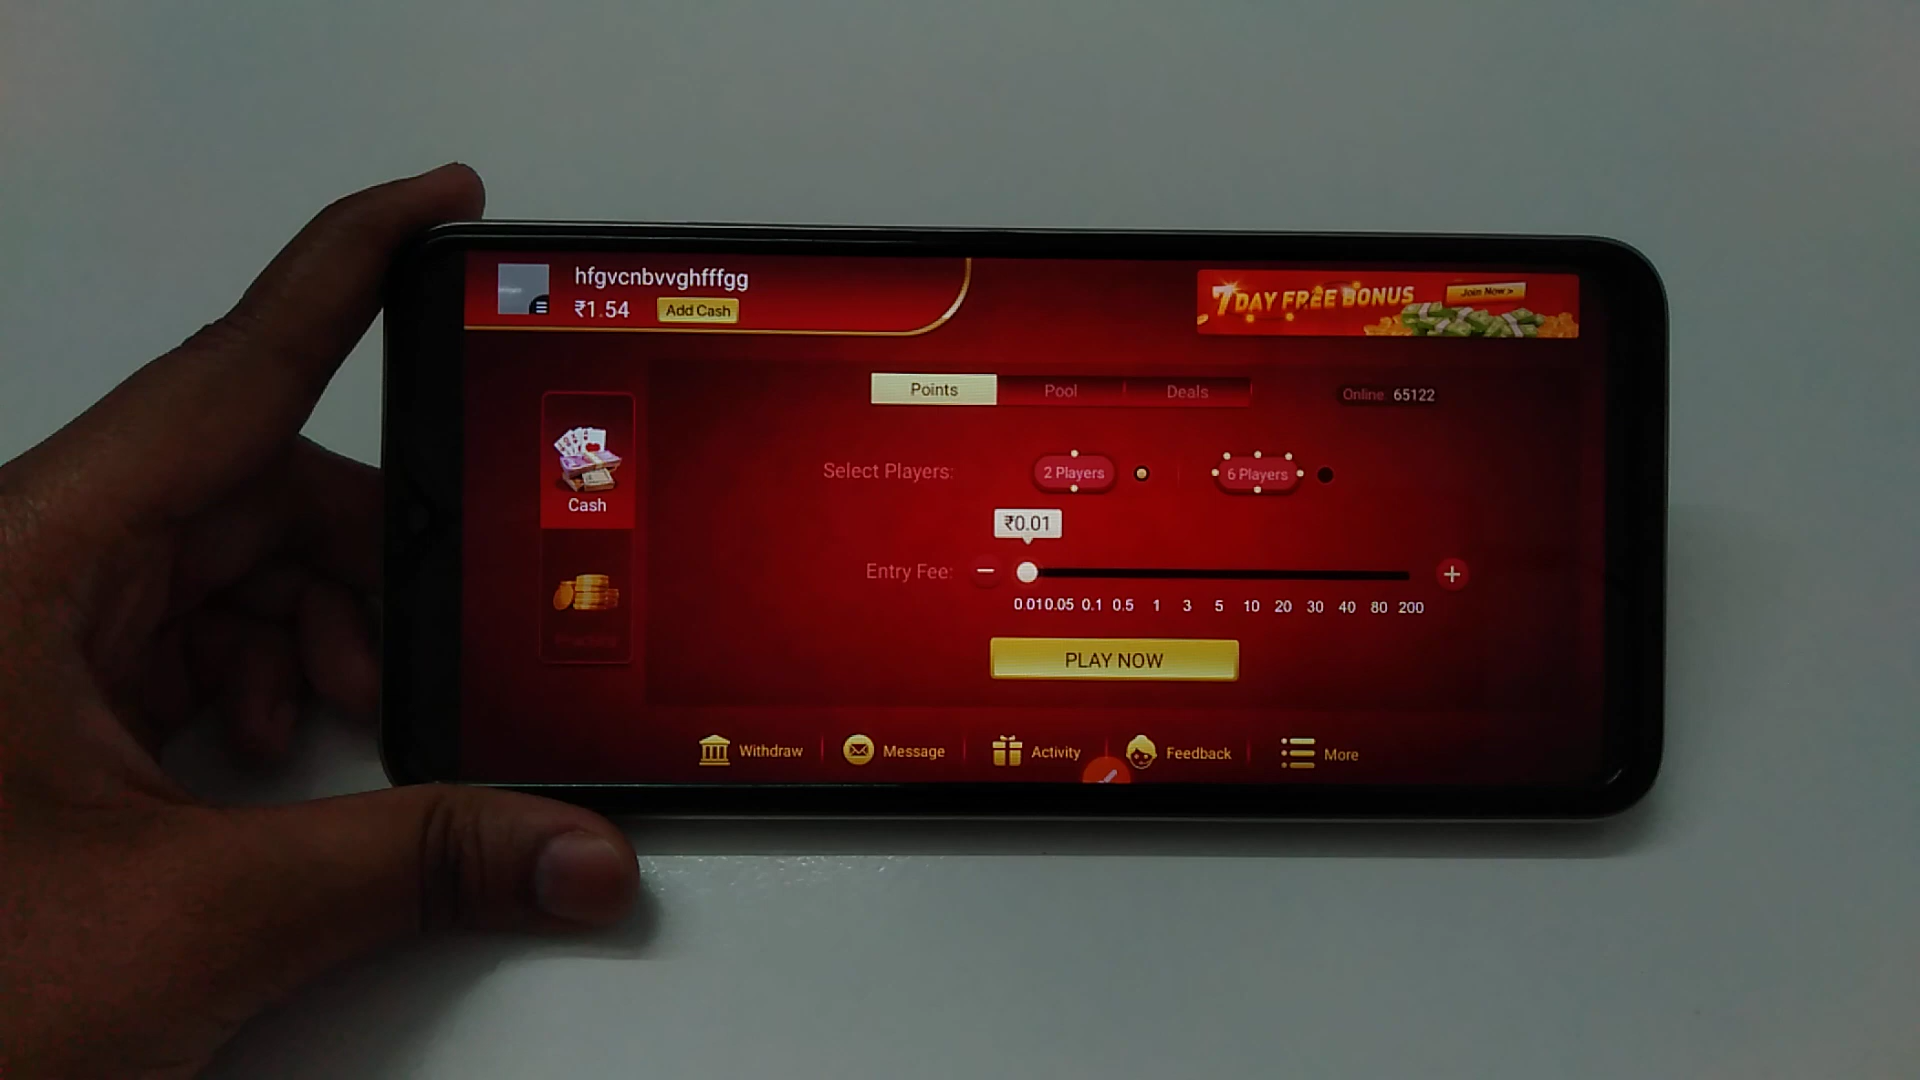 hfgvcnbvvghfffgg
₹1.54
Add Cash
7 DAY FREE BONUS
Join Now >
Points
Pool
Deals
Online: 65122
Select Players:
2 Players
6 Players
Cash
₹0.01
Entry Fee:
0.01 0.05 0.1 0.5 1 3 5 10 20 30 40 80 200
PLAY NOW
Withdraw
Message
Activity
Feedback
More